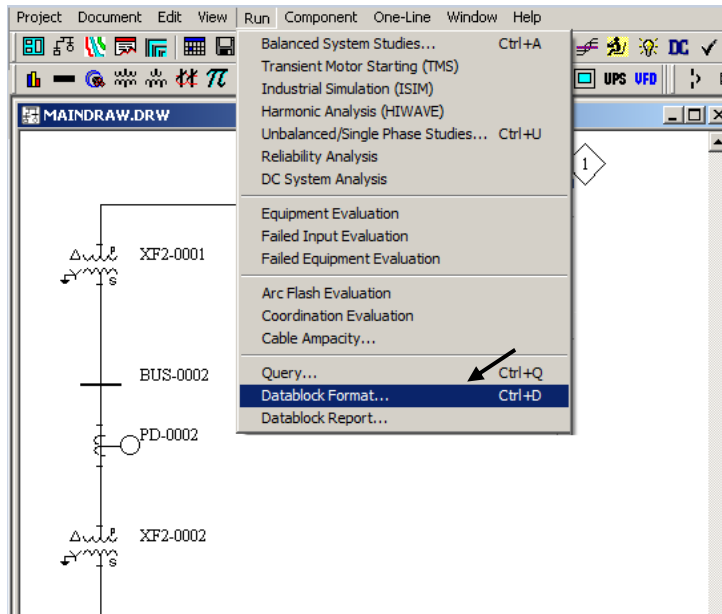 Project Document Edit View Run Component One-Line Window Help
DC
π UPS VFD
MAINDRAW.DRW
Balanced System Studies... Ctrl+A
Transient Motor Starting (TMS)
Industrial Simulation (ISIM)
Harmonic Analysis (HIWAVE)
Unbalanced/Single Phase Studies... Ctrl+U
Reliability Analysis
DC System Analysis
Equipment Evaluation
Failed Input Evaluation
Failed Equipment Evaluation
Arc Flash Evaluation
Coordination Evaluation
Cable Ampacity...
Query... Ctrl+Q
Datablock Format... Ctrl+D
Datablock Report...
1
XF2-0001
S
BUS-0002
PD-0002
XF2-0002
S